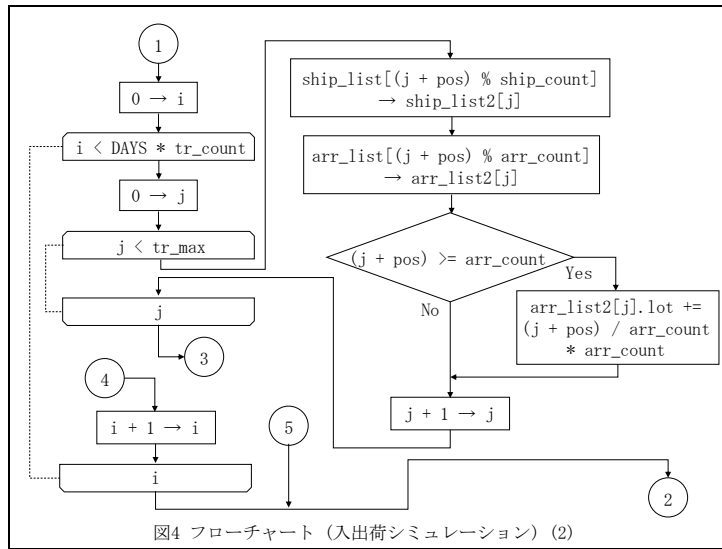 1
0 → i
i < DAYS * tr_count
0 → j
j < tr_max
j
3
4
i + 1 → i
i
5
ship_list[(j + pos) % ship_count]
→ ship_list2[j]
arr_list[(j + pos) % arr_count]
→ arr_list2[j]
(j + pos) >= arr_count
Yes
No
arr_list2[j].lot +=
(j + pos) / arr_count
* arr_count
j + 1 → j
2
図4 フローチャート (入出荷シミュレーション) (2)